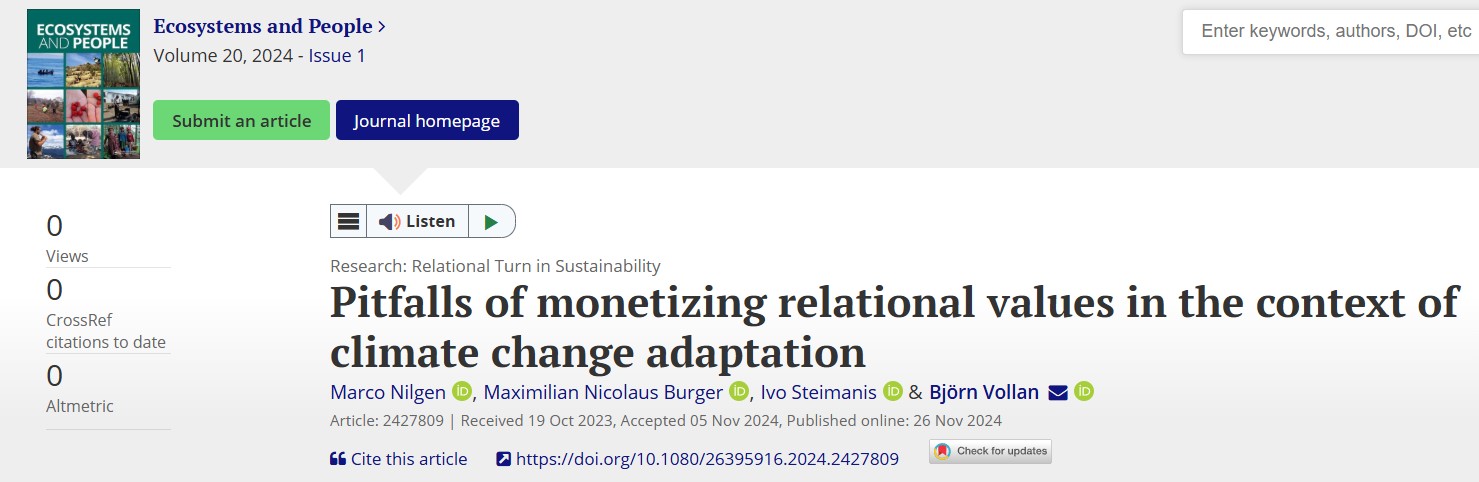 ECOSYSTEMS
AND PEOPLE
Ecosystems and People >
Volume 20, 2024 - Issue 1
Enter keywords, authors, DOI, etc
Submit an article
Journal homepage
0
Views
0
CrossRef
citations to date
0
Altmetric
Listen
Research: Relational Turn in Sustainability
Pitfalls of monetizing relational values in the context of
climate change adaptation
Marco Nilgen iD, Maximilian Nicolaus Burger iD, Ivo Steimanis iD & Björn Vollan iD
Article: 2427809 | Received 19 Oct 2023, Accepted 05 Nov 2024, Published online: 26 Nov 2024
Cite this article https://doi.org/10.1080/26395916.2024.2427809 Check for updates